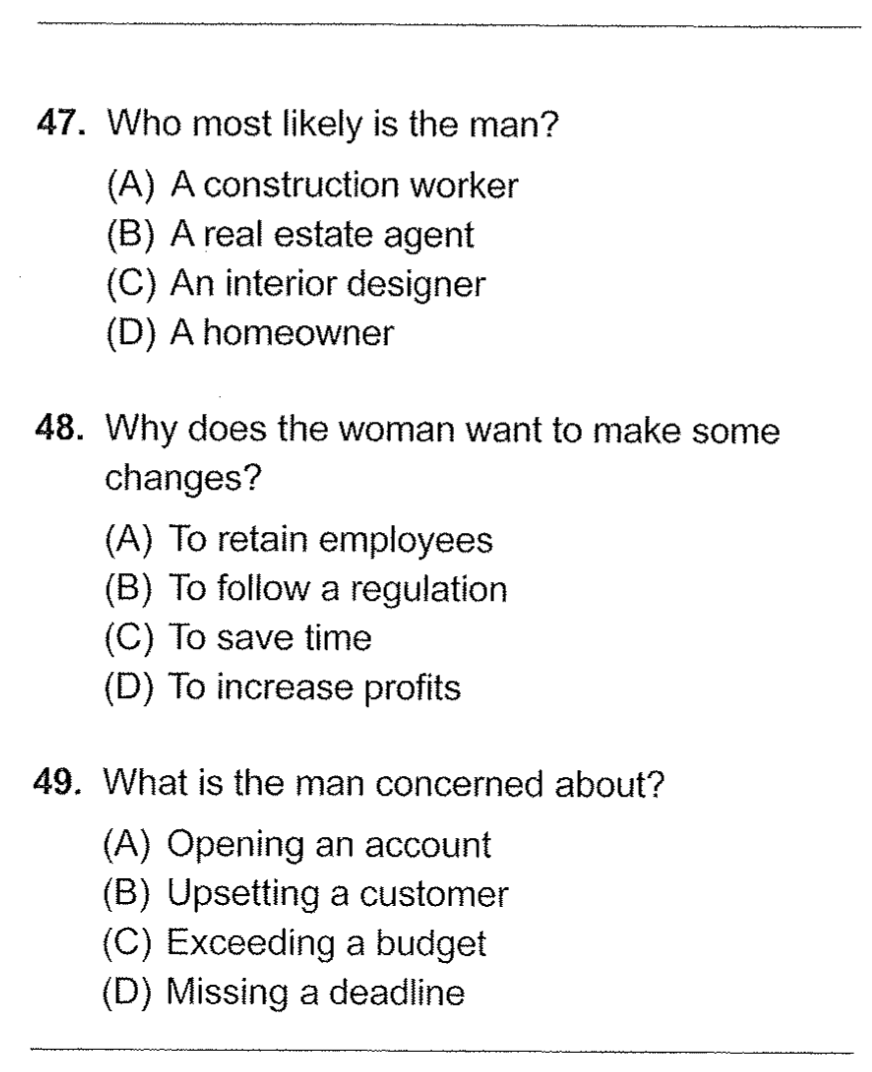 47. Who most likely is the man?
(A) A construction worker
(B) A real estate agent
(C) An interior designer
(D) A homeowner
48. Why does the woman want to make some
changes?
(A) To retain employees
(B) To follow a regulation
(C) To save time
(D) To increase profits
49. What is the man concerned about?
(A) Opening an account
(B) Upsetting a customer
(C) Exceeding a budget
(D) Missing a deadline